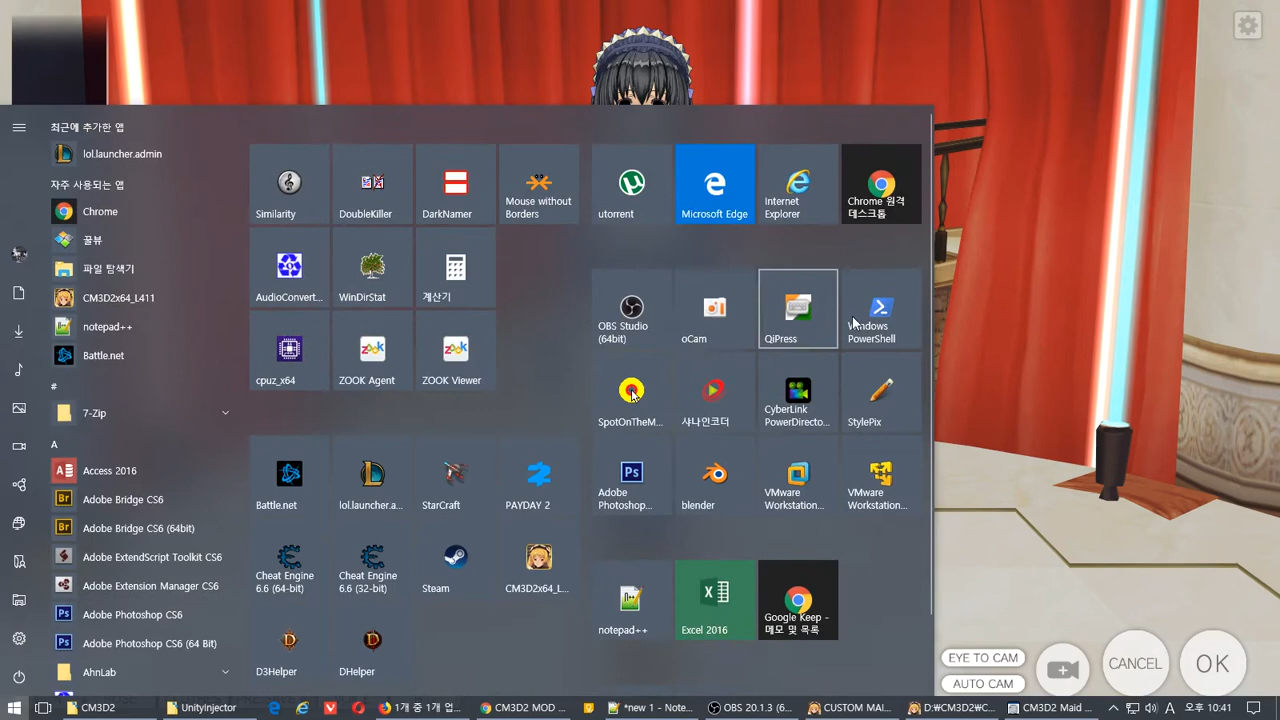 최근에 추가한 앱
lol.launcher.admin
자주 사용되는 앱
Chrome
꿀뷰
파일 탐색기
CM3D2x64_L411
notepad++
Battle.net
#
7-Zip
A
Access 2016
Adobe Bridge CS6
Adobe Bridge CS6 (64bit)
Adobe ExtendScript Toolkit CS6
Adobe Extension Manager CS6
Adobe Photoshop CS6
Adobe Photoshop CS6 (64 Bit)
AhnLab
Similarity
DoubleKiller
DarkNamer
Mouse without
Borders
AudioConvert...
WinDirStat
계산기
cpuz_x64
ZOOK Agent
ZOOK Viewer
Battle.net
lol.launcher.a...
StarCraft
PAYDAY 2
Cheat Engine
6.6 (64-bit)
Cheat Engine
6.6 (32-bit)
Steam
CM3D2x64_L...
D3Helper
DHelper
utorrent
Microsoft Edge
Internet
Explorer
Chrome 원격
데스크톱
OBS Studio
(64bit)
oCam
QiPress
Windows
PowerShell
SpotOnTheM...
사나인코더
CyberLink
PowerDirecto...
StylePix
Adobe
Photoshop...
blender
VMware
Workstation...
VMware
Workstation...
notepad++
Excel 2016
Google Keep -
메모 및 목록
EYE TO CAM
AUTO CAM
CANCEL
OK
CM3D2
UnityInjector
1개 중 1개 업...
CM3D2 MOD ...
*new 1 - Note...
OBS 20.1.3 (6...
CUSTOM MAI...
D:₩CM3D2₩C...
CM3D2 Maid ...
A
오후 10:41